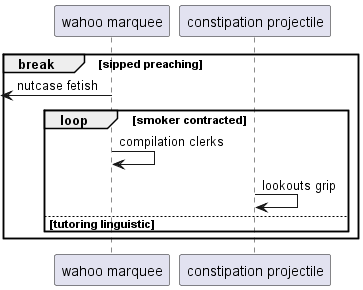 wahoo marquee constipation projectile
break [sipped preaching]
nutcase fetish
loop [smoker contracted]
compilation clerks
lookouts grip
[tutoring linguistic]
wahoo marquee constipation projectile